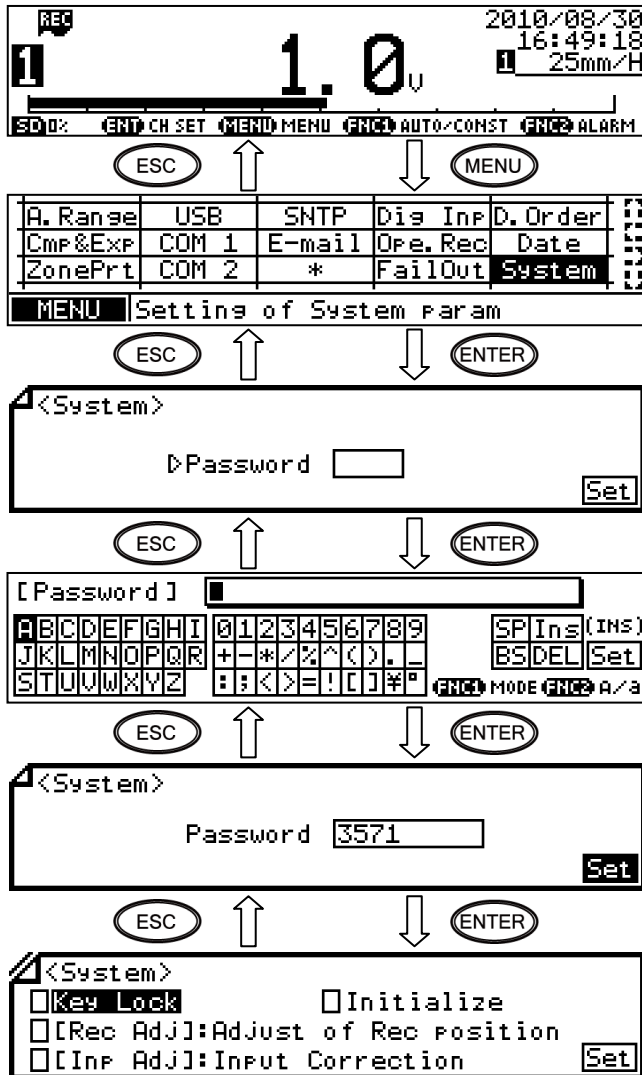 REC
2010/08/30
16:49:18
1 1.0V 1 25mm/H
SD 0% ENT CH SET MENU MENU FNC1 AUTO/CONST FNC2 ALARM
ESC MENU
A.Range USB SNTP Dig Inp D.Order
Cmp&Exp COM 1 E-mail Ope.Rec Date
ZonePrt COM 2 * FailOut System
MENU Setting of System param
ESC ENTER
<System>
Password
Set
ESC ENTER
[Password]
ABCDEFGHI 0123456789 SP Ins (INS)
JKLMNOPQR +-*/%^()._ BS DEL Set
STUVWXYZ :;<>=![]¥° FNC1 MODE FNC2 A/a
ESC ENTER
<System>
Password 3571
Set
ESC ENTER
<System>
Key Lock Initialize
[Rec Adj]:Adjust of Rec position
[Inp Adj]:Input Correction Set